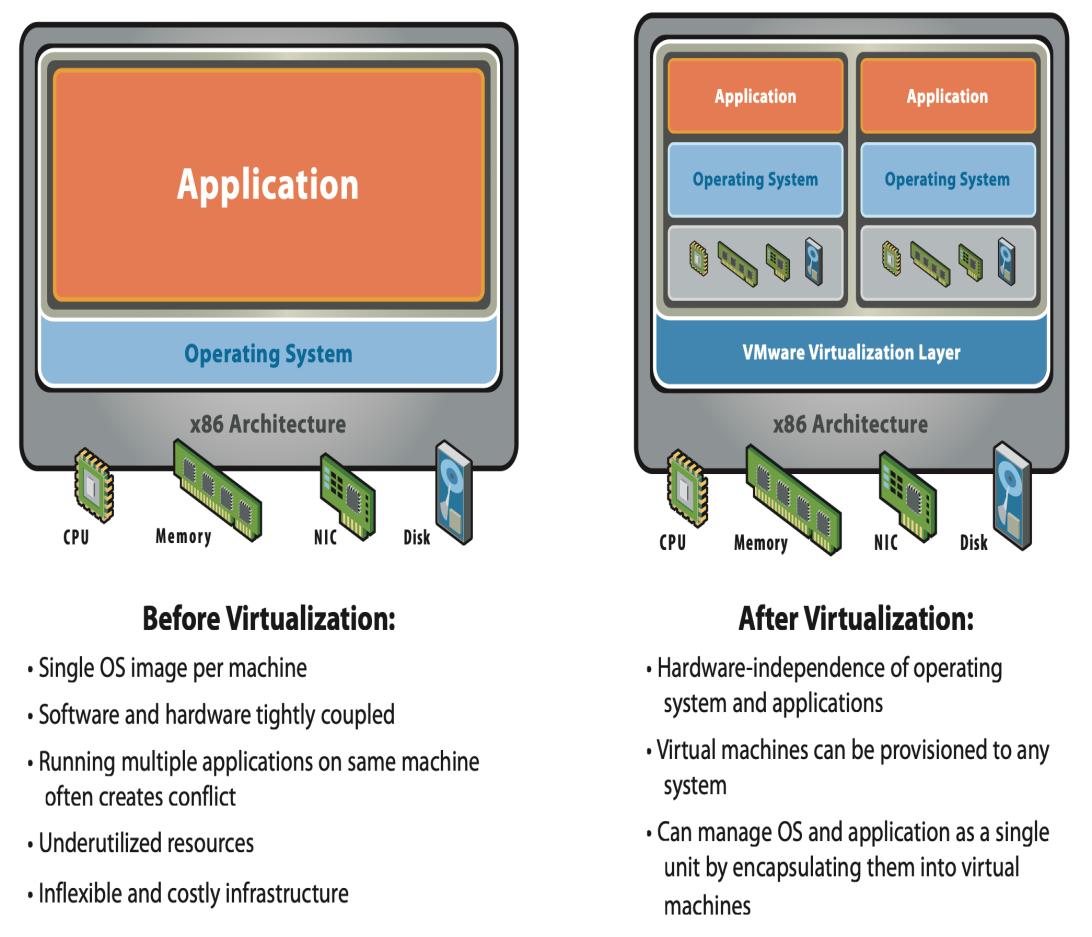 Application
Operating System
x86 Architecture
CPU
Memory
NIC
Disk
Before Virtualization:
• Single OS image per machine
• Software and hardware tightly coupled
• Running multiple applications on same machine
often creates conflict
• Underutilized resources
• Inflexible and costly infrastructure
Application
Application
Operating System
Operating System
VMware Virtualization Layer
x86 Architecture
CPU
Memory
NIC
Disk
After Virtualization:
• Hardware-independence of operating
system and applications
• Virtual machines can be provisioned to any
system
• Can manage OS and application as a single
unit by encapsulating them into virtual
machines